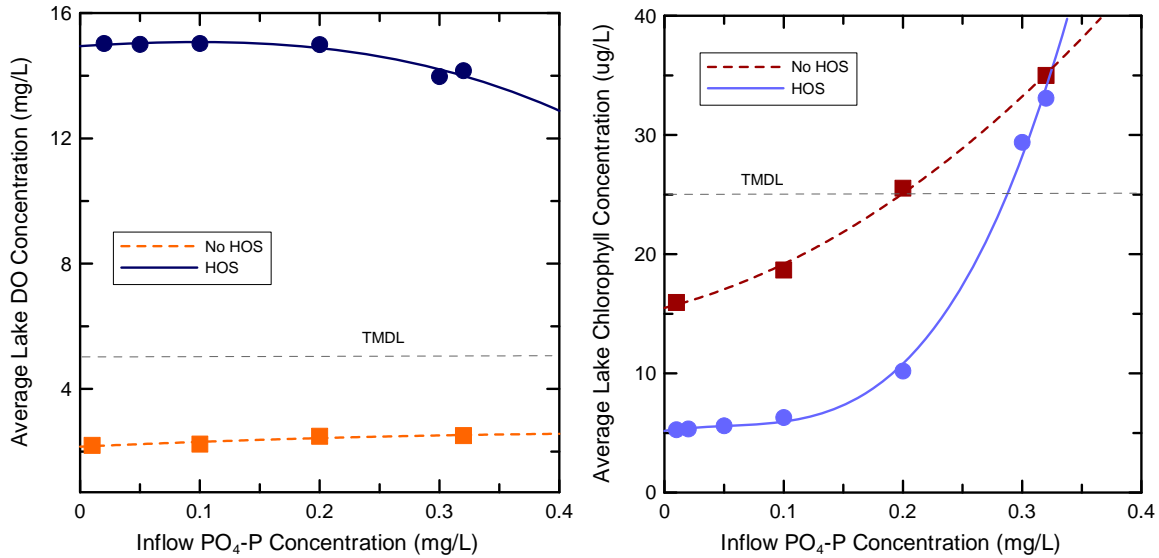 Average Lake DO Concentration (mg/L)
16
12
8
4
No HOS
HOS
TMDL
0
0.1
0.2
0.3
0.4
Inflow PO₄-P Concentration (mg/L)
Average Lake Chlorophyll Concentration (ug/L)
40
30
20
10
0
No HOS
HOS
TMDL
0
0.1
0.2
0.3
0.4
Inflow PO₄-P Concentration (mg/L)